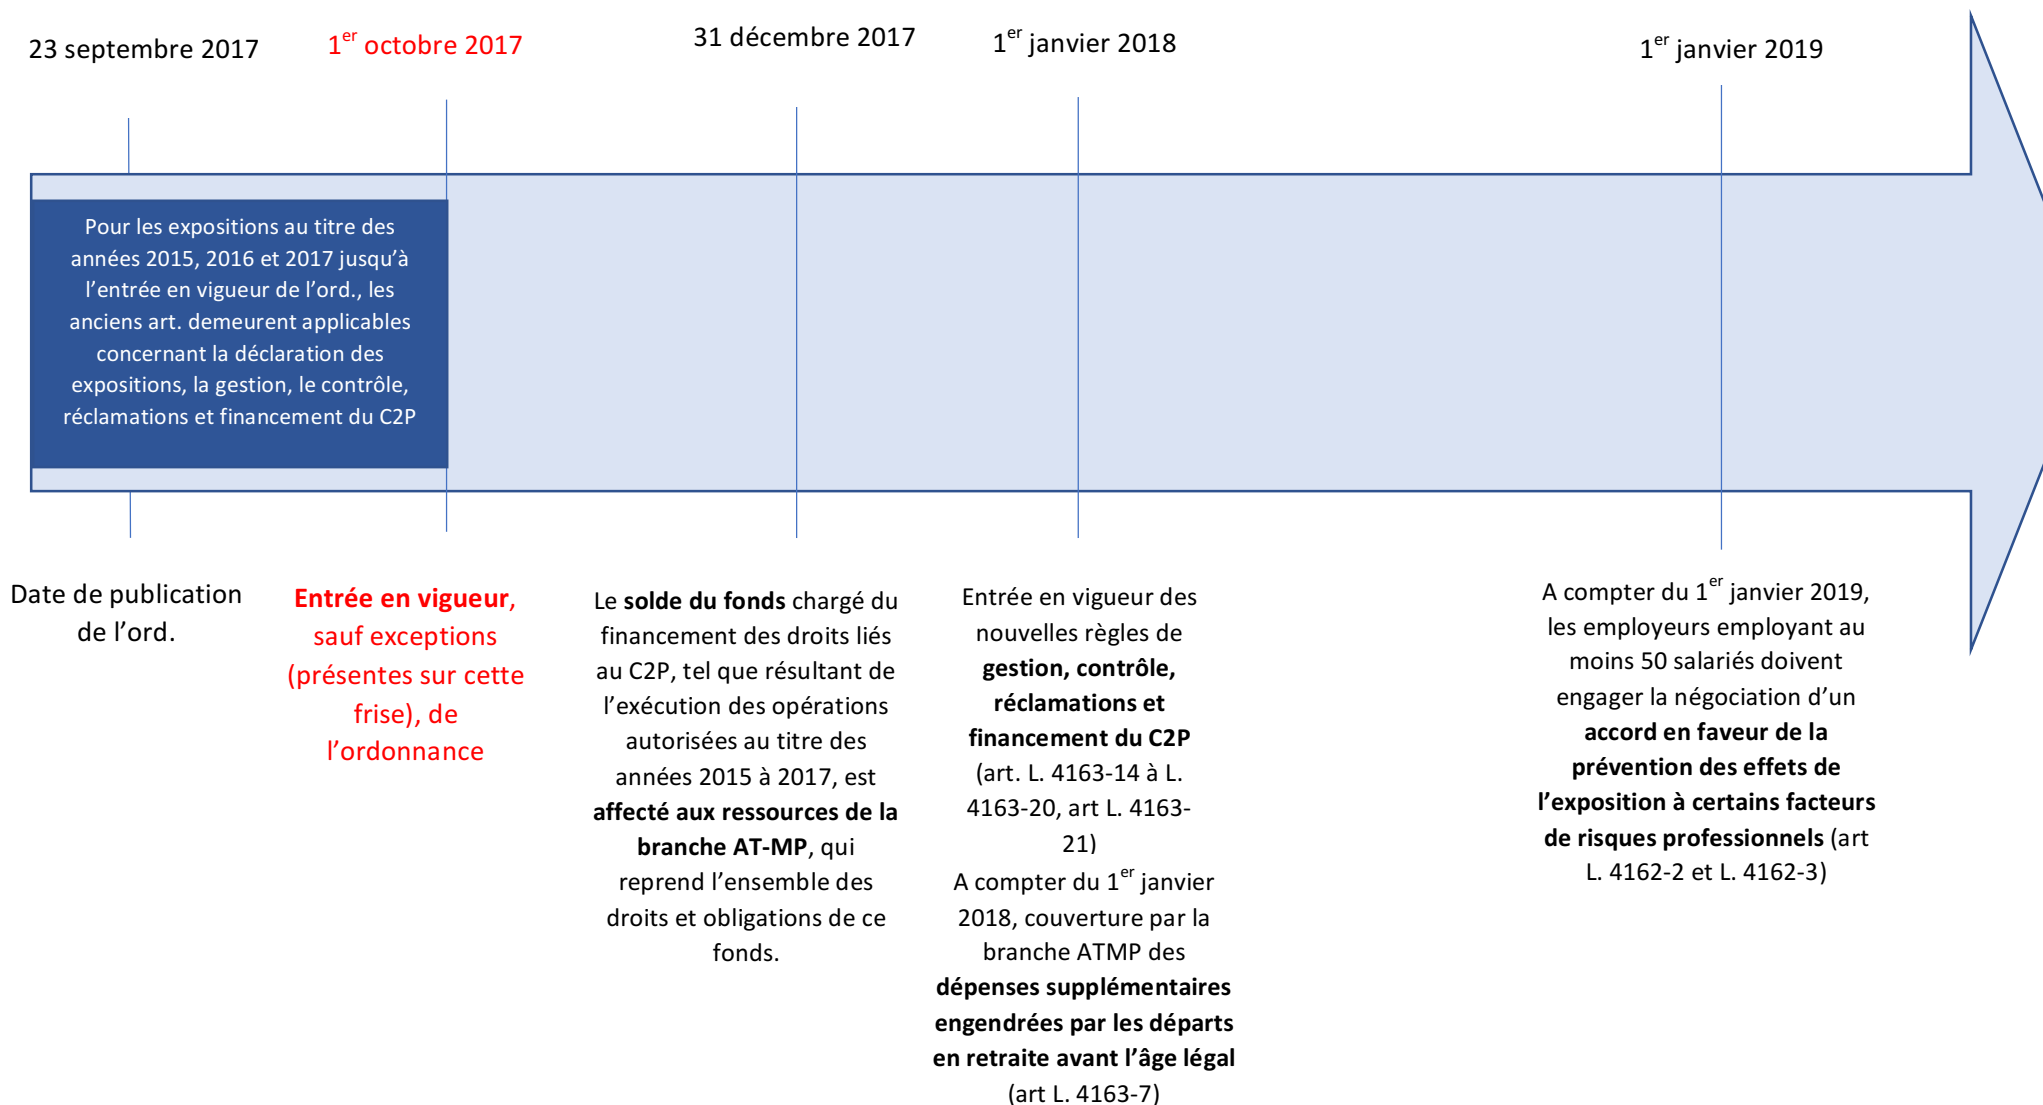 23 septembre 2017
1er octobre 2017
31 décembre 2017
1er janvier 2018
1er janvier 2019
Pour les expositions au titre des
années 2015, 2016 et 2017 jusqu’à
l’entrée en vigueur de l’ord., les
anciens art. demeurent applicables
concernant la déclaration des
expositions, la gestion, le contrôle,
réclamations et financement du C2P
Date de publication
de l’ord.
Entrée en vigueur,
sauf exceptions
(présentes sur cette
frise), de
l’ordonnance
Le solde du fonds chargé du
financement des droits liés
au C2P, tel que résultant de
l’exécution des opérations
autorisées au titre des
années 2015 à 2017, est
affecté aux ressources de la
branche AT-MP, qui
reprend l’ensemble des
droits et obligations de ce
fonds.
Entrée en vigueur des
nouvelles règles de
gestion, contrôle,
réclamations et
financement du C2P
(art. L. 4163-14 à L.
4163-20, art L. 4163-
21)
A compter du 1er janvier
2018, couverture par la
branche ATMP des
dépenses supplémentaires
engendrées par les départs
en retraite avant l’âge légal
(art L. 4163-7)
A compter du 1er janvier 2019,
les employeurs employant au
moins 50 salariés doivent
engager la négociation d’un
accord en faveur de la
prévention des effets de
l’exposition à certains facteurs
de risques professionnels (art
L. 4162-2 et L. 4162-3)